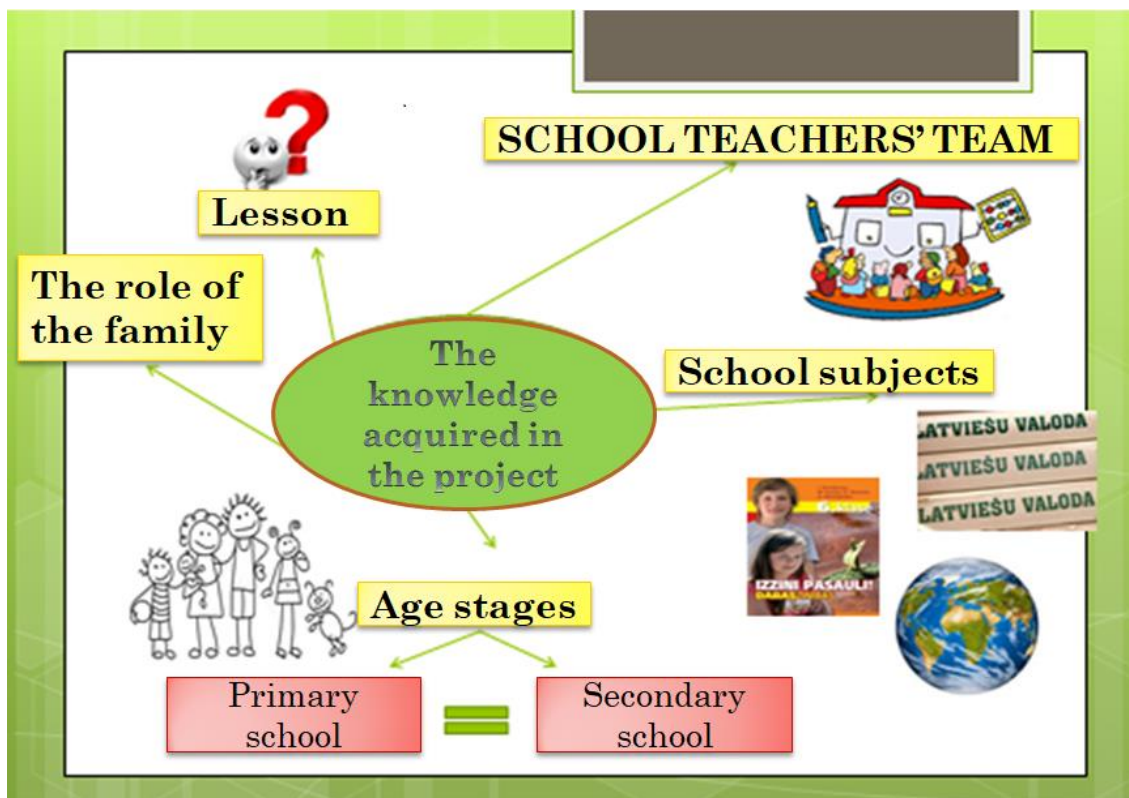 SCHOOL TEACHERS' TEAM
Lesson
The role of
the family
The
knowledge
acquired in
the project
School subjects
LATVIEŠU VALODA
LATVIEŠU VALODA
LATVIEŠU VALODA
6.
IZZINI PASAULI!
Age stages
Primary
school
=
Secondary
school